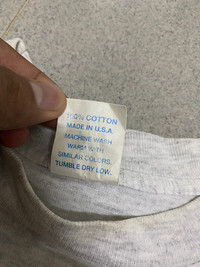 100% COTTON
MADE IN U.S.A.
MACHINE WASH
WARM WITH
SIMILAR COLORS.
TUMBLE DRY LOW.